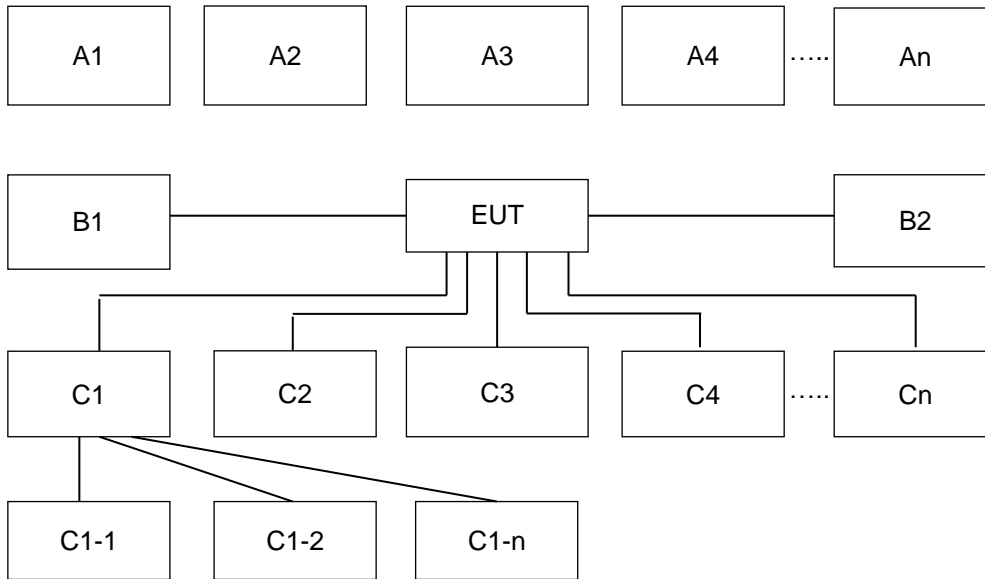 A1 A2 A3 A4 ….. An
B1 EUT B2
C1 C2 C3 C4 ….. Cn
C1-1 C1-2 C1-n